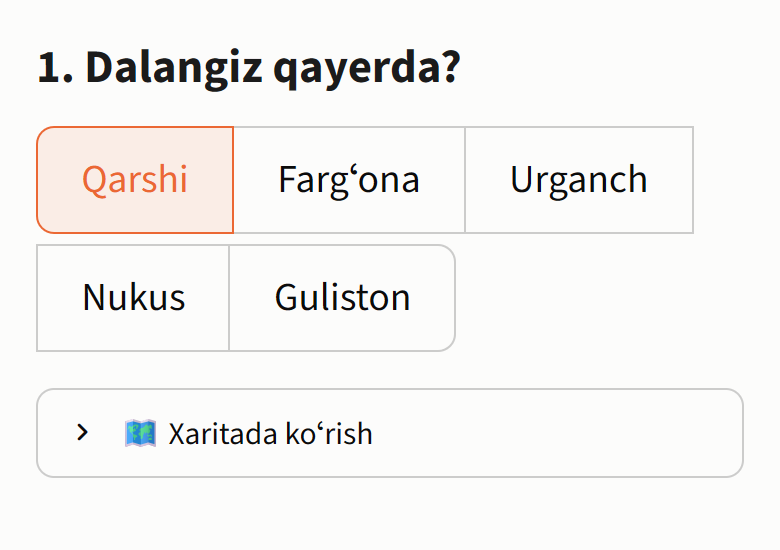 1. Dalangiz qayerda?
Qarshi Farg‘ona Urganch
Nukus Guliston
Xaritada ko‘rish